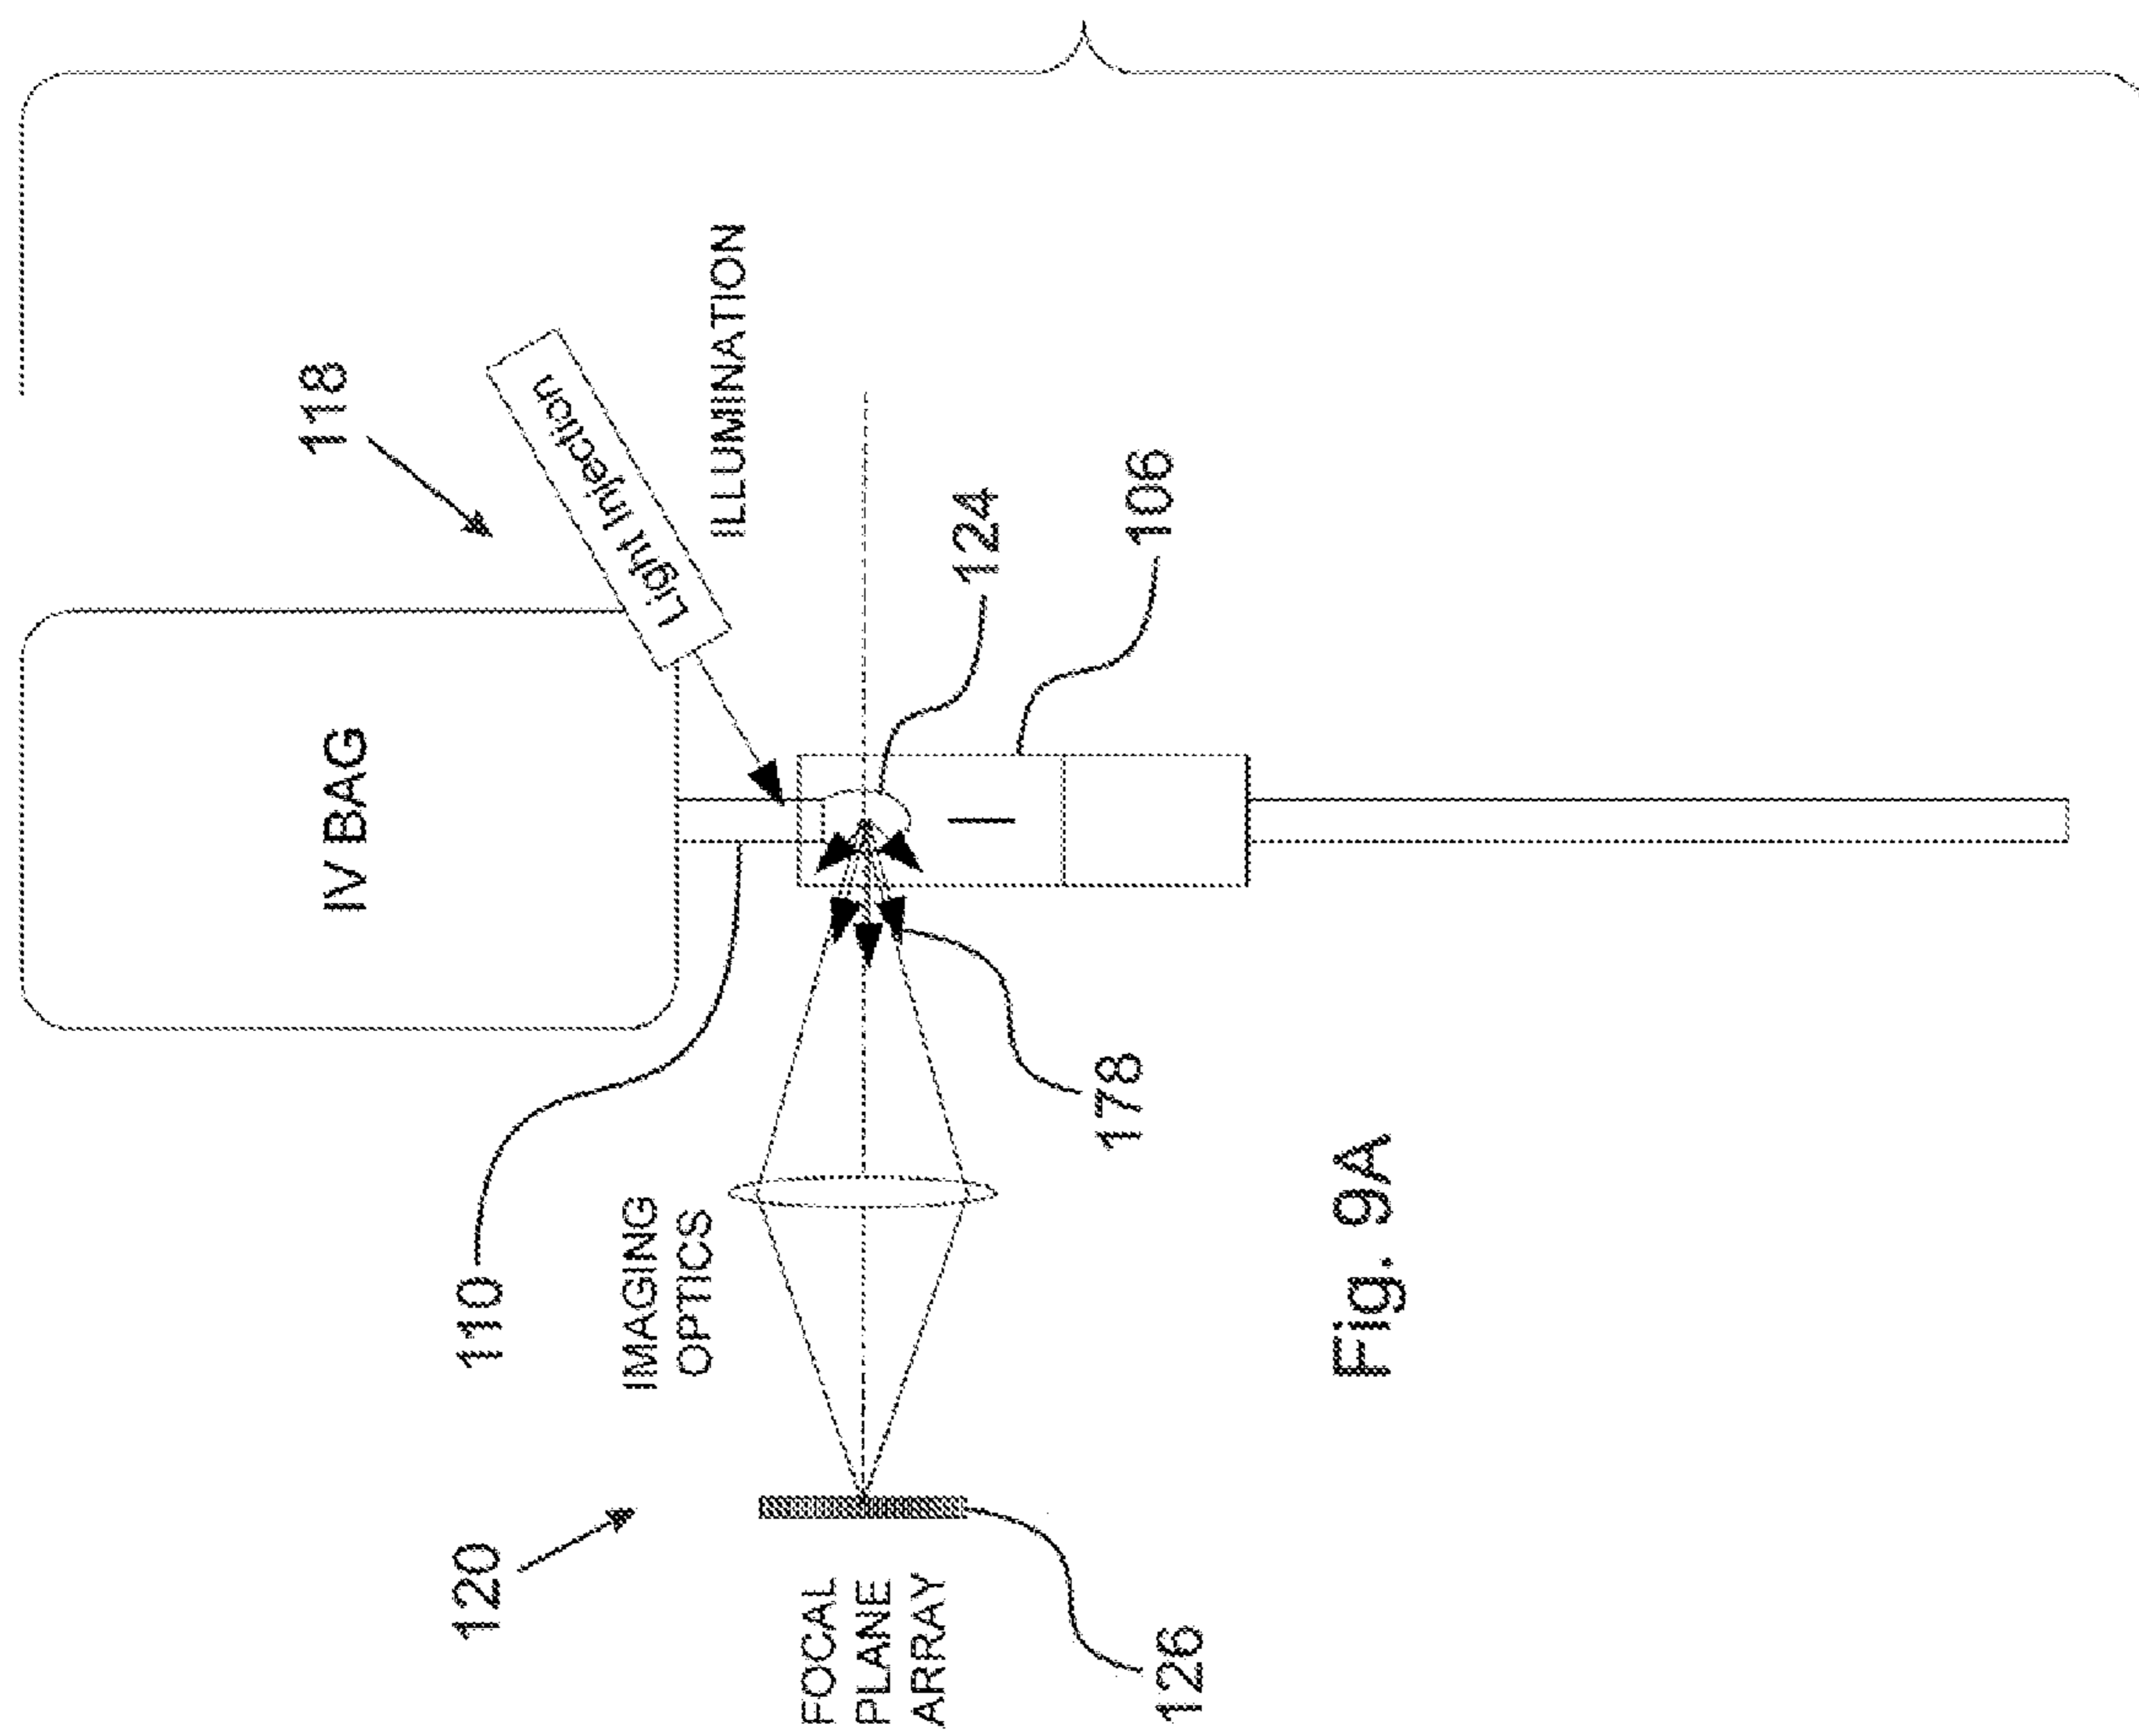 118
IV BAG
Light Injection
ILLUMINATION
124
106
110
178
IMAGING
OPTICS
120
FOCAL
PLANE
ARRAY
126
Fig. 9A